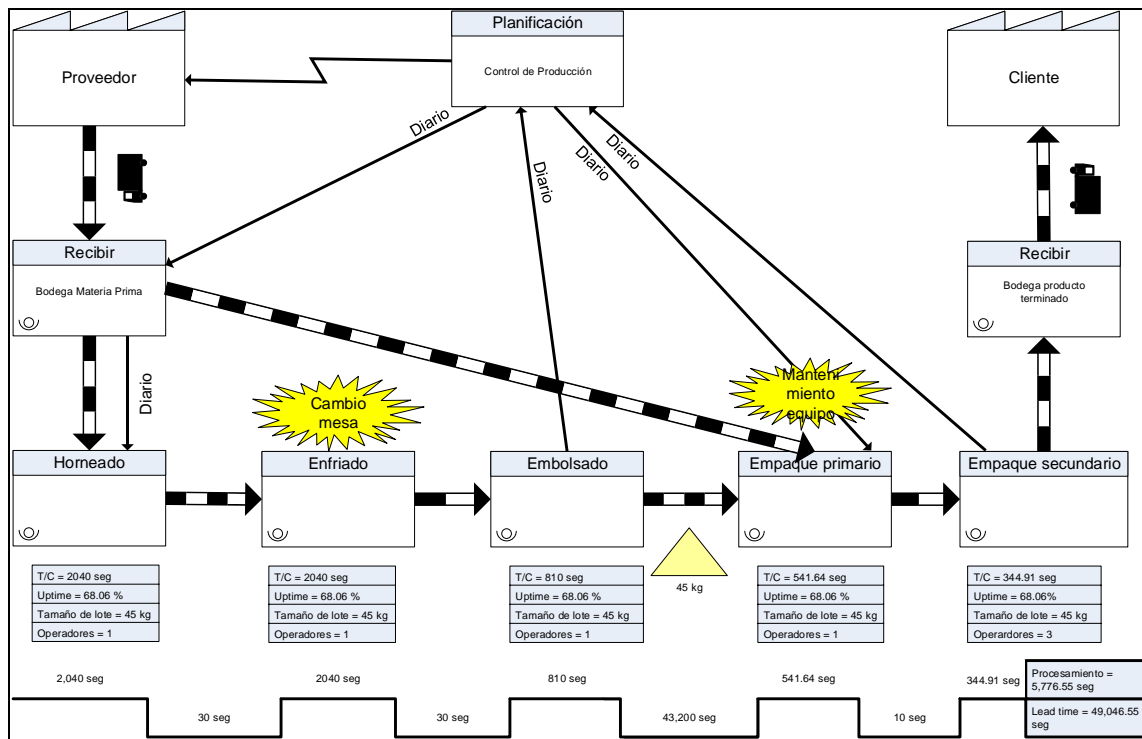 Planificación
Control de Producción
Proveedor
Cliente
Diario
Diario
Diario
Diario
Recibir
Bodega Materia Prima
Recibir
Bodega producto
terminado
Diario
Cambio
mesa
Manteni
miento
equipo
Horneado
Enfriado
Embolsado
Empaque primario
Empaque secundario
45 kg
T/C = 2040 seg
Uptime = 68.06 %
Tamaño de lote = 45 kg
Operadores = 1
T/C = 2040 seg
Uptime = 68.06 %
Tamaño de lote = 45 kg
Operadores = 1
T/C = 810 seg
Uptime = 68.06 %
Tamaño de lote = 45 kg
Operadores = 1
T/C = 541.64 seg
Uptime = 68.06 %
Tamaño de lote = 45 kg
Operadores = 1
T/C = 344.91 seg
Uptime = 68.06%
Tamaño de lote = 45 kg
Operardores = 3
2,040 seg
2040 seg
810 seg
541.64 seg
344.91 seg
Procesamiento =
5,776.55 seg
30 seg
30 seg
43,200 seg
10 seg
Lead time = 49,046.55
seg